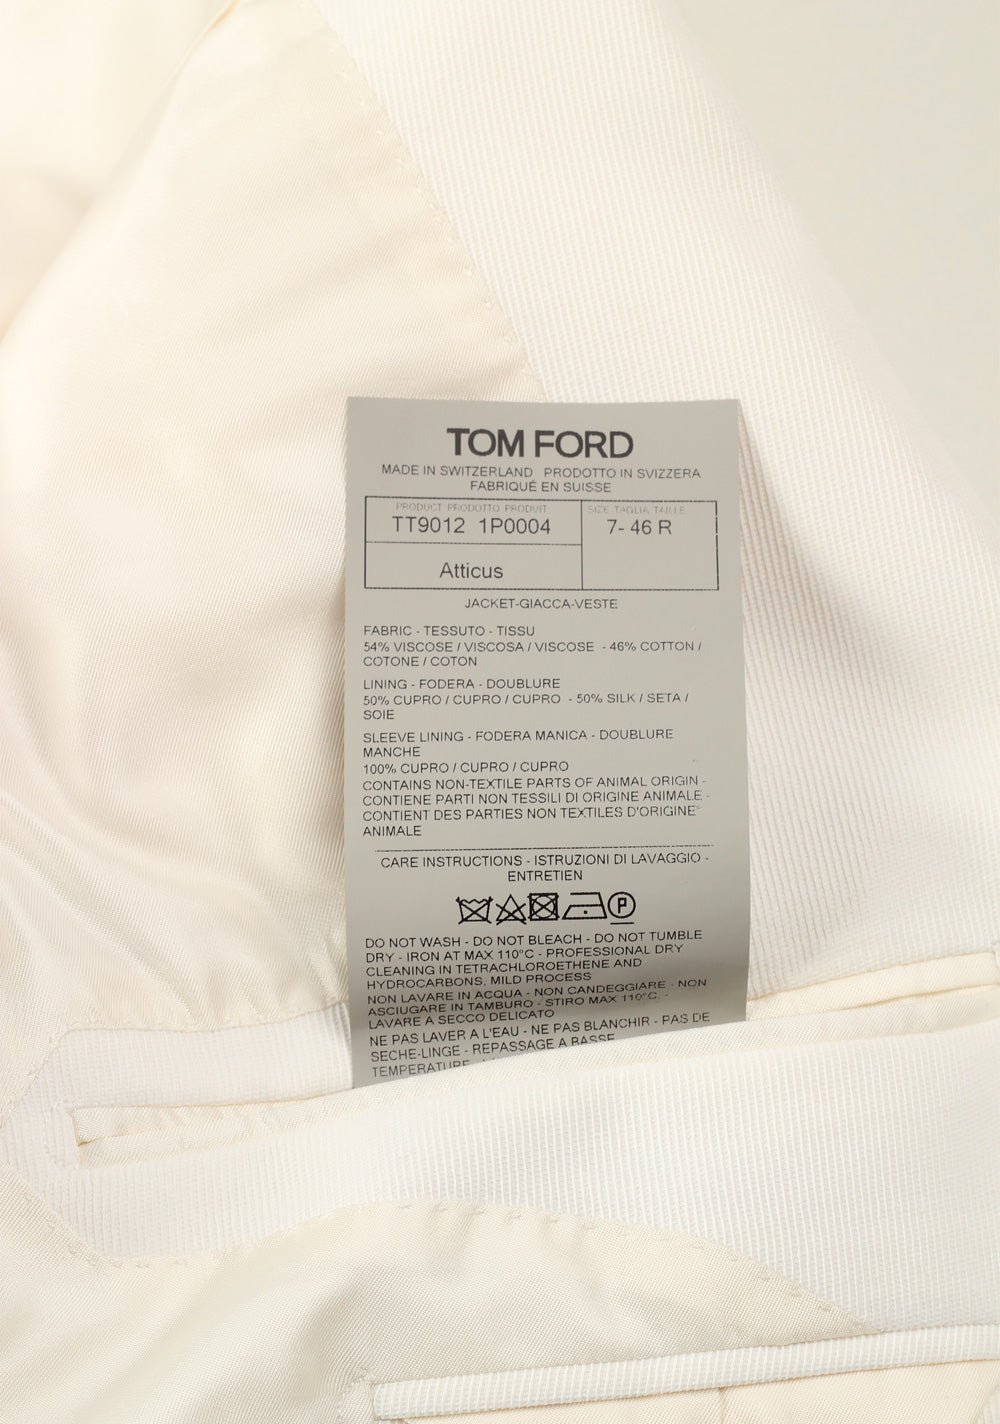 TOM FORD
MADE IN SWITZERLAND PRODOTTO IN SVIZZERA
FABRIQUÉ EN SUISSE
PRODUCT PRODOTTO PRODUIT SIZE TAGLIA TAILLE
TT9012 1P0004 7- 46 R
Atticus
JACKET-GIACCA-VESTE
FABRIC - TESSUTO - TISSU
54% VISCOSE / VISCOSA / VISCOSE - 46% COTTON /
COTONE / COTON
LINING - FODERA - DOUBLURE
50% CUPRO / CUPRO / CUPRO - 50% SILK / SETA /
SOIE
SLEEVE LINING - FODERA MANICA - DOUBLURE
MANCHE
100% CUPRO / CUPRO / CUPRO
CONTAINS NON-TEXTILE PARTS OF ANIMAL ORIGIN -
CONTIENE PARTI NON TESSILI DI ORIGINE ANIMALE -
CONTIENT DES PARTIES NON TEXTILES D'ORIGINE
ANIMALE
CARE INSTRUCTIONS - ISTRUZIONI DI LAVAGGIO -
ENTRETIEN
P
DO NOT WASH - DO NOT BLEACH - DO NOT TUMBLE
DRY - IRON AT MAX 110°C - PROFESSIONAL DRY
CLEANING IN TETRACHLOROETHENE AND
HYDROCARBONS, MILD PROCESS
NON LAVARE IN ACQUA - NON CANDEGGIARE - NON
ASCIUGARE IN TAMBURO - STIRO MAX 110°C. -
LAVARE A SECCO DELICATO
NE PAS LAVER A L'EAU - NE PAS BLANCHIR - PAS DE
SECHE-LINGE - REPASSAGE A BASSE
TEMPERATURE